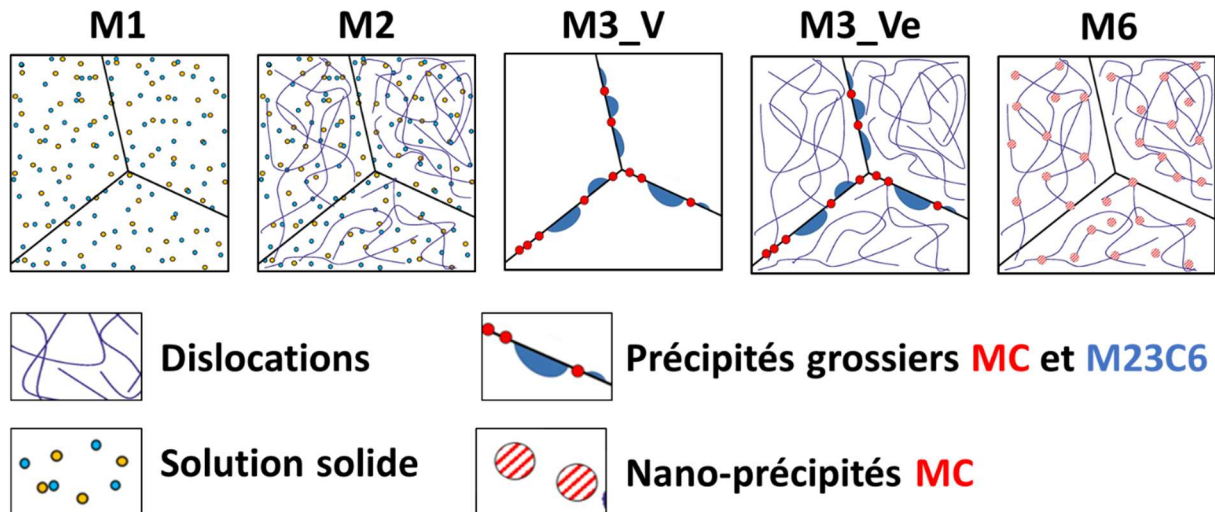 M1 M2 M3_V M3_Ve M6
Dislocations
Précipités grossiers MC et M23C6
Solution solide
Nano-précipités MC